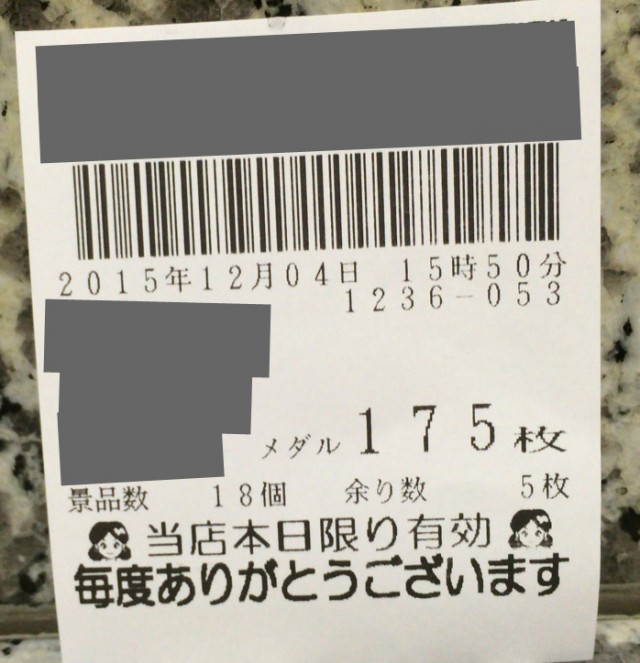 2015年12月04日 15時50分
1236-053
メダル 175枚
景品数 18個 余り数 5枚
当店本日限り有効
毎度ありがとうございます